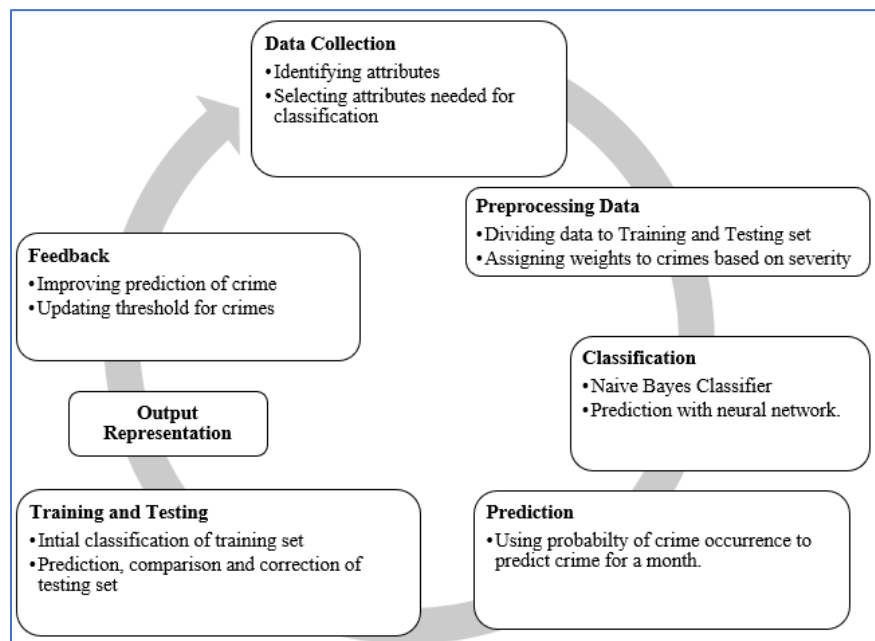 Data Collection
•Identifying attributes
•Selecting attributes needed for
classification
Preprocessing Data
•Dividing data to Training and Testing set
•Assigning weights to crimes based on severity
Classification
•Naive Bayes Classifier
•Prediction with neural network.
Prediction
•Using probabilty of crime occurrence to
predict crime for a month.
Training and Testing
•Intial classification of training set
•Prediction, comparison and correction of
testing set
Output
Representation
Feedback
•Improving prediction of crime
•Updating threshold for crimes